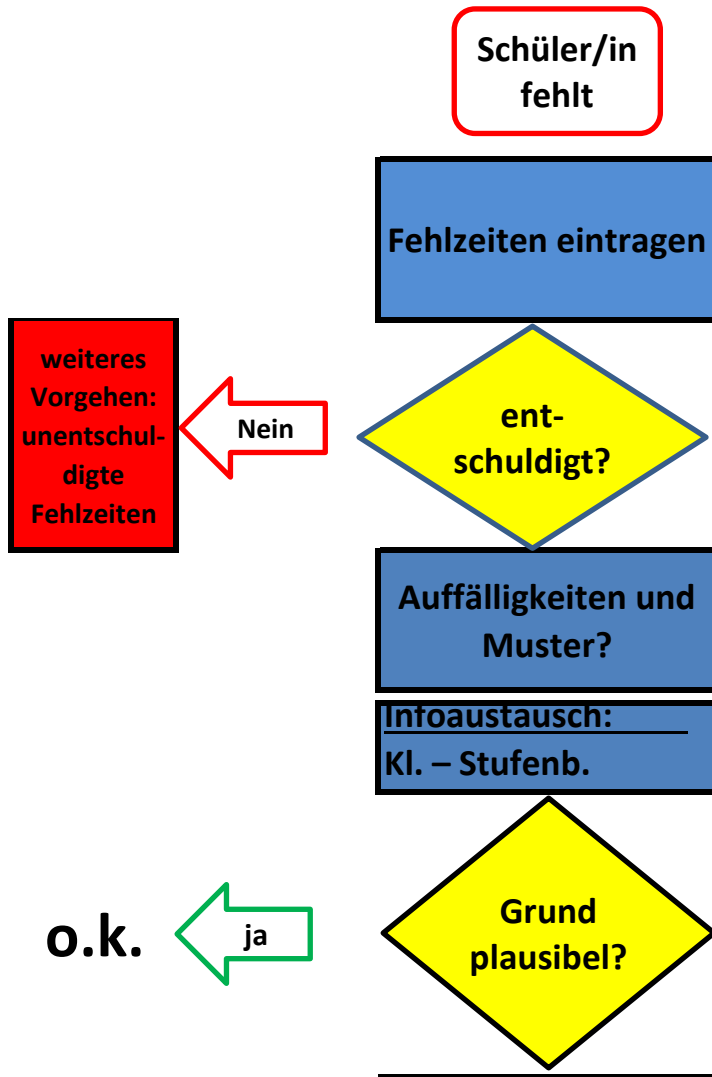 Schüler/in
fehlt
Fehlzeiten eintragen
weiteres
Vorgehen:
unentschul-
digte
Fehlzeiten
Nein
ent-
schuldigt?
Auffälligkeiten und
Muster?
Infoaustausch:
Kl. – Stufenb.
o.k.
ja
Grund
plausibel?